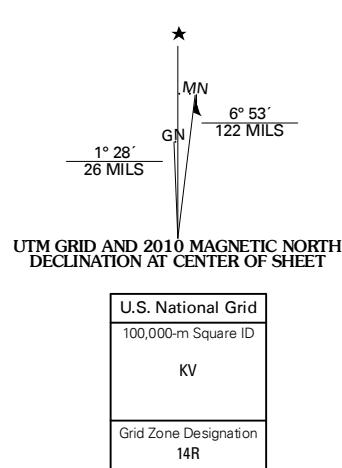 MN
6° 53´
122 MILS
GN
1° 28´
26 MILS
UTM GRID AND 2010 MAGNETIC NORTH
DECLINATION AT CENTER OF SHEET
U.S. National Grid
100,000-m Square ID
KV
Grid Zone Designation
14R